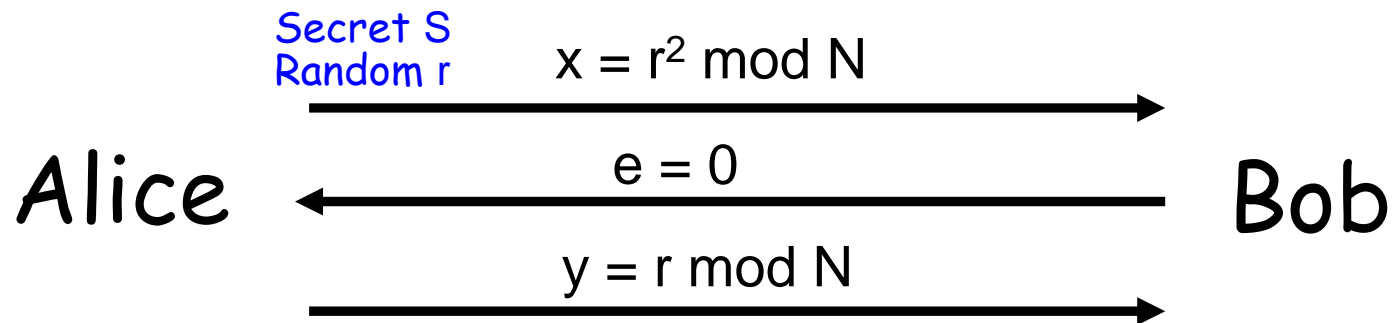 Secret S
Random r
x = r² mod N
e = 0
Alice
Bob
y = r mod N